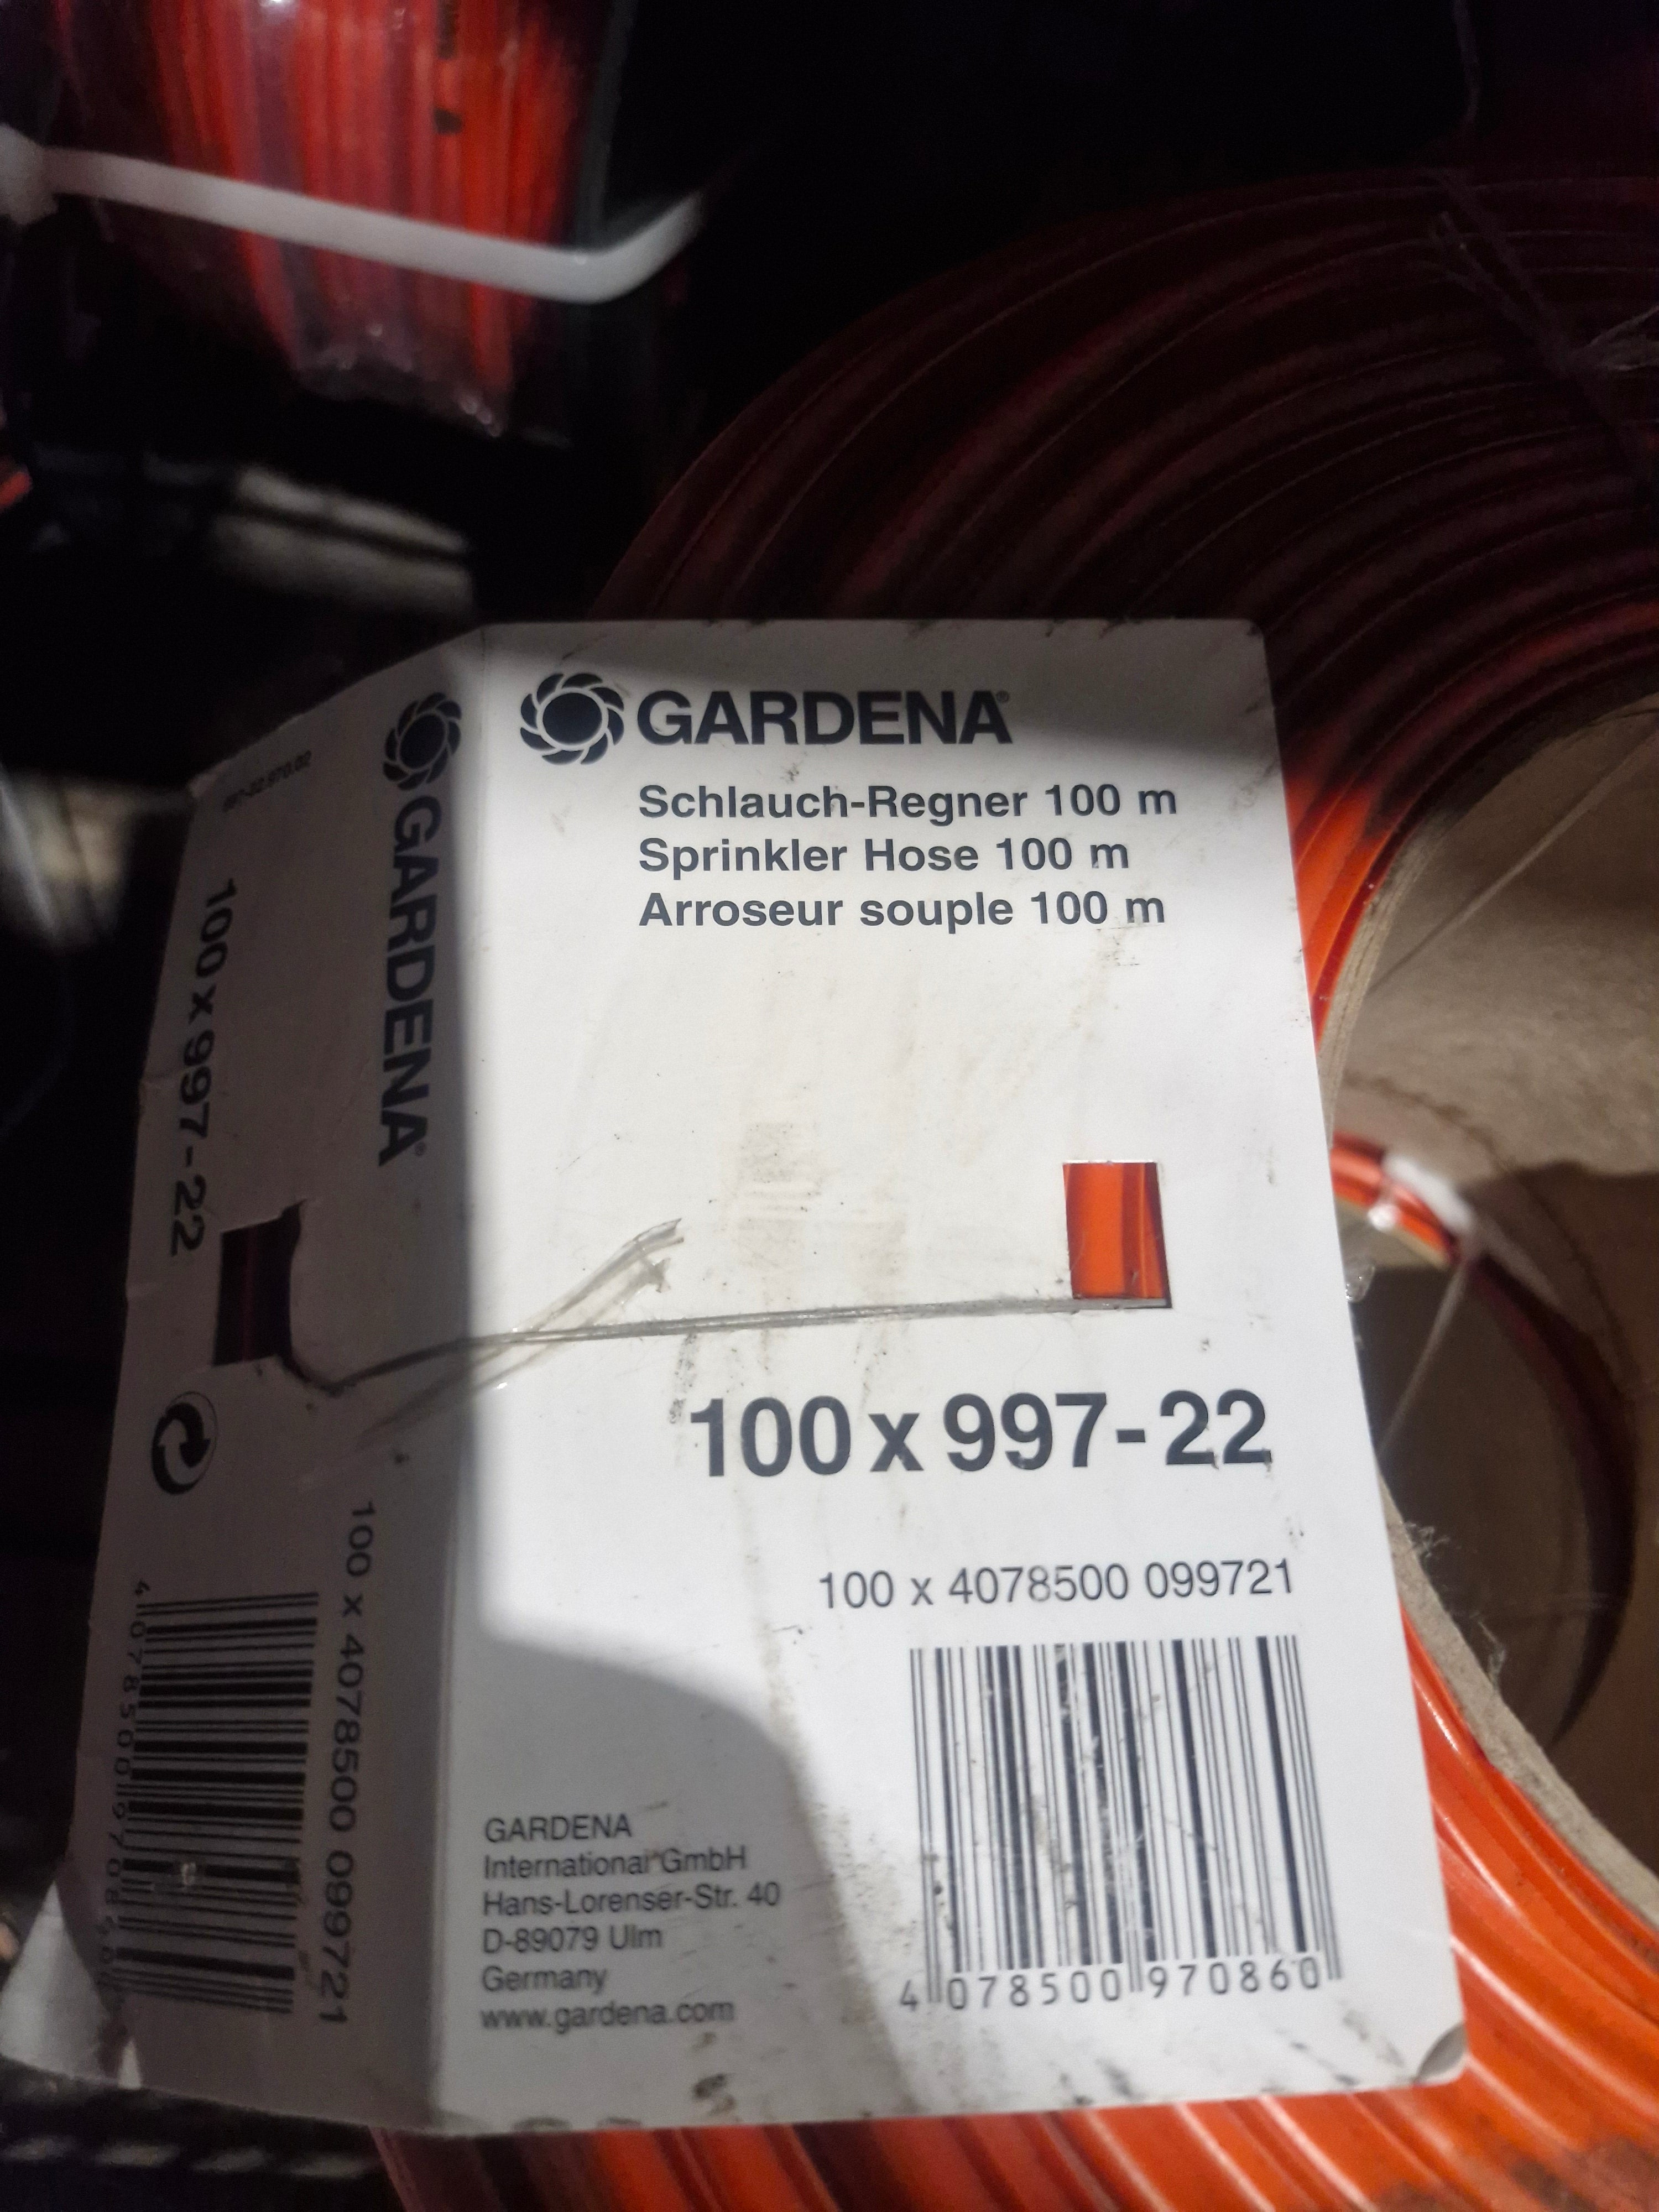 GARDENA®
Schlauch-Regner 100 m
Sprinkler Hose 100 m
Arroseur souple 100 m
100 x 997-22
100 x 4078500 099721
4 078500 970860
GARDENA
International GmbH
Hans-Lorenser-Str. 40
D-89079 Ulm
Germany
www.gardena.com
GARDENA®
100 x 997-22
100 x 4078500 099721